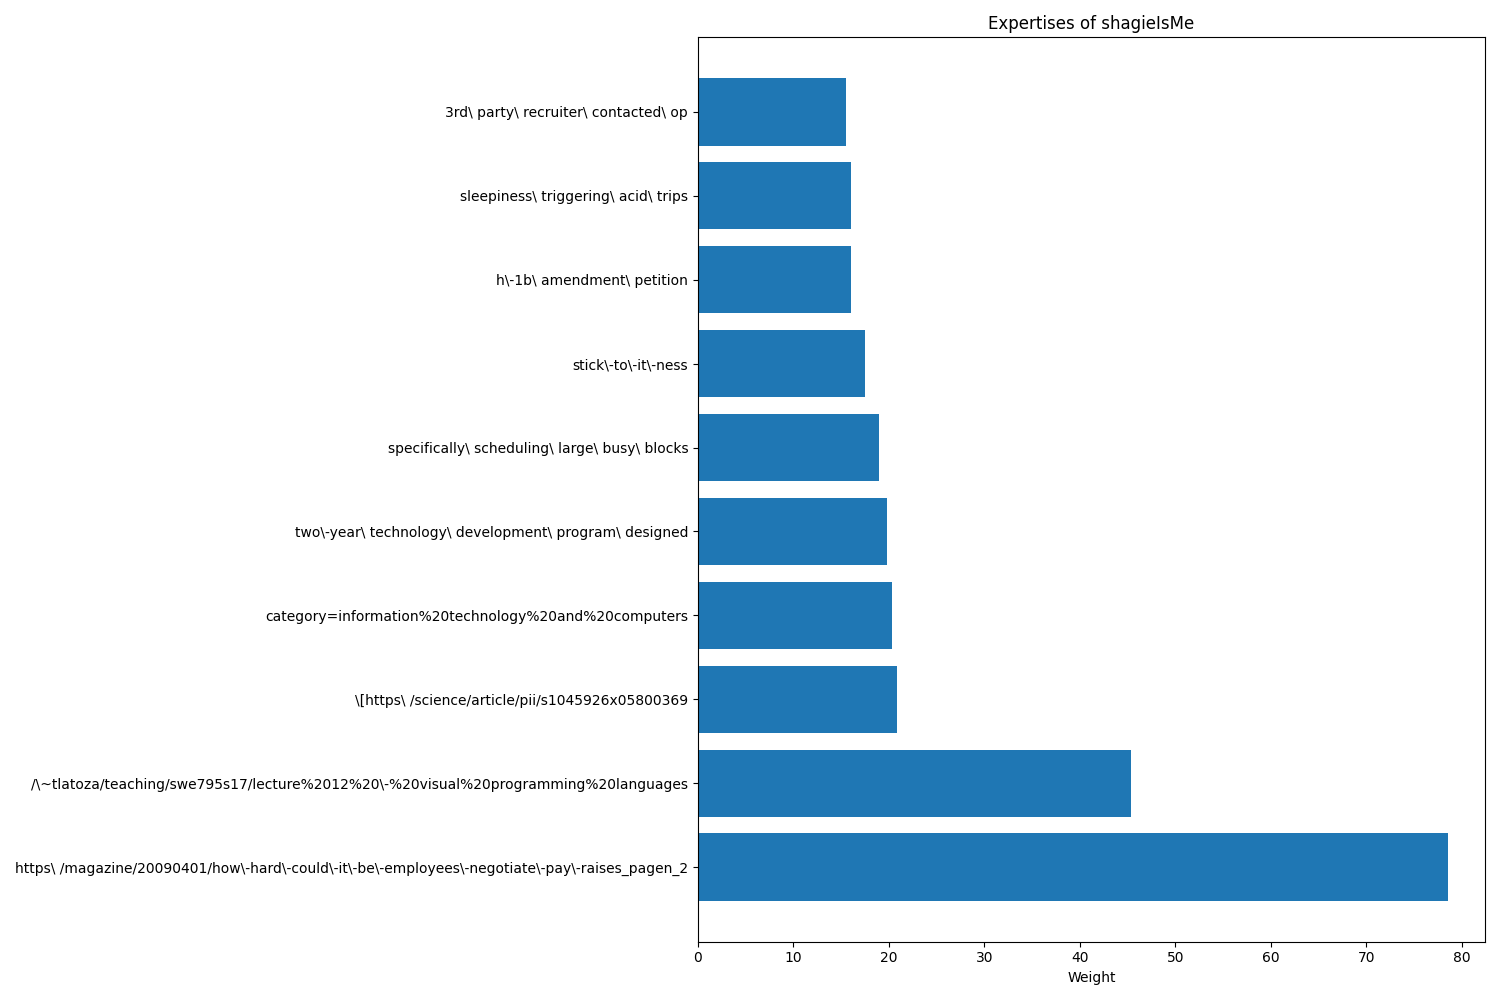 Expertises of shagieIsMe
3rd\ party\ recruiter\ contacted\ op
sleepiness\ triggering\ acid\ trips
h\-1b\ amendment\ petition
stick\-to\-it\-ness
specifically\ scheduling\ large\ busy\ blocks
two\-year\ technology\ development\ program\ designed
category=information%20technology%20and%20computers
\[https\ /science/article/pii/s1045926x05800369
/\~tlatoza/teaching/swe795s17/lecture%2012%20\-%20visual%20programming%20languages
https\ /magazine/20090401/how\-hard\-could\-it\-be\-employees\-negotiate\-pay\-raises_pagen_2
0 10 20 30 40 50 60 70 80
Weight